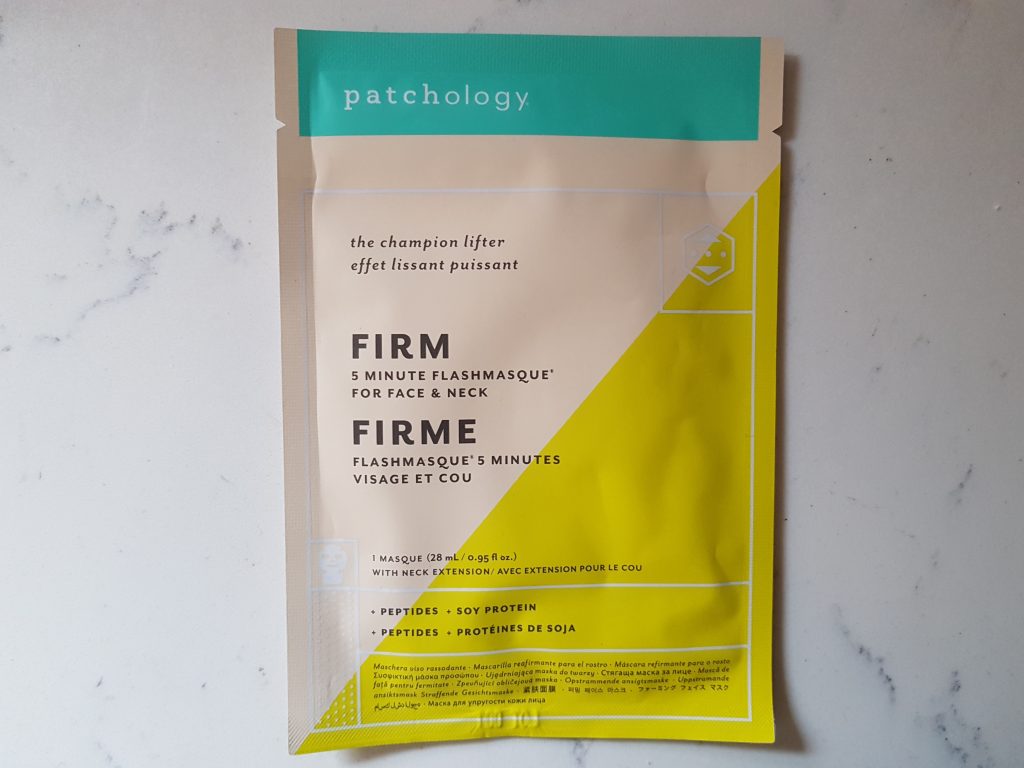 patchology
the champion lifter
effet lissant puissant
FIRM
5 MINUTE FLASHMASQUE®
FOR FACE & NECK
FIRME
FLASHMASQUE® 5 MINUTES
VISAGE ET COU
1 MASQUE (28 mL / 0.95 fl oz.)
WITH NECK EXTENSION/ AVEC EXTENSION POUR LE COU
+ PEPTIDES + SOY PROTEIN
+ PEPTIDES + PROTÉINES DE SOJA
Maschera viso rassodante · Mascarilla reafirmante para el rostro · Máscara refirmante para o rosto
Συσφικτική μάσκα προσώπου · Ujędrniająca maska do twarzy · Стягаща маска за лице · Mască de
față pentru fermitate · Zpevňující obličejová maska · Opstrammende ansigtsmaske · Uppstramande
ansiktsmask Straffende Gesichtsmaske · 紧肤面膜 · 퍼밍 페이스 마스크 · ファーミング フェイス マスク
Маска для упругости кожи лица